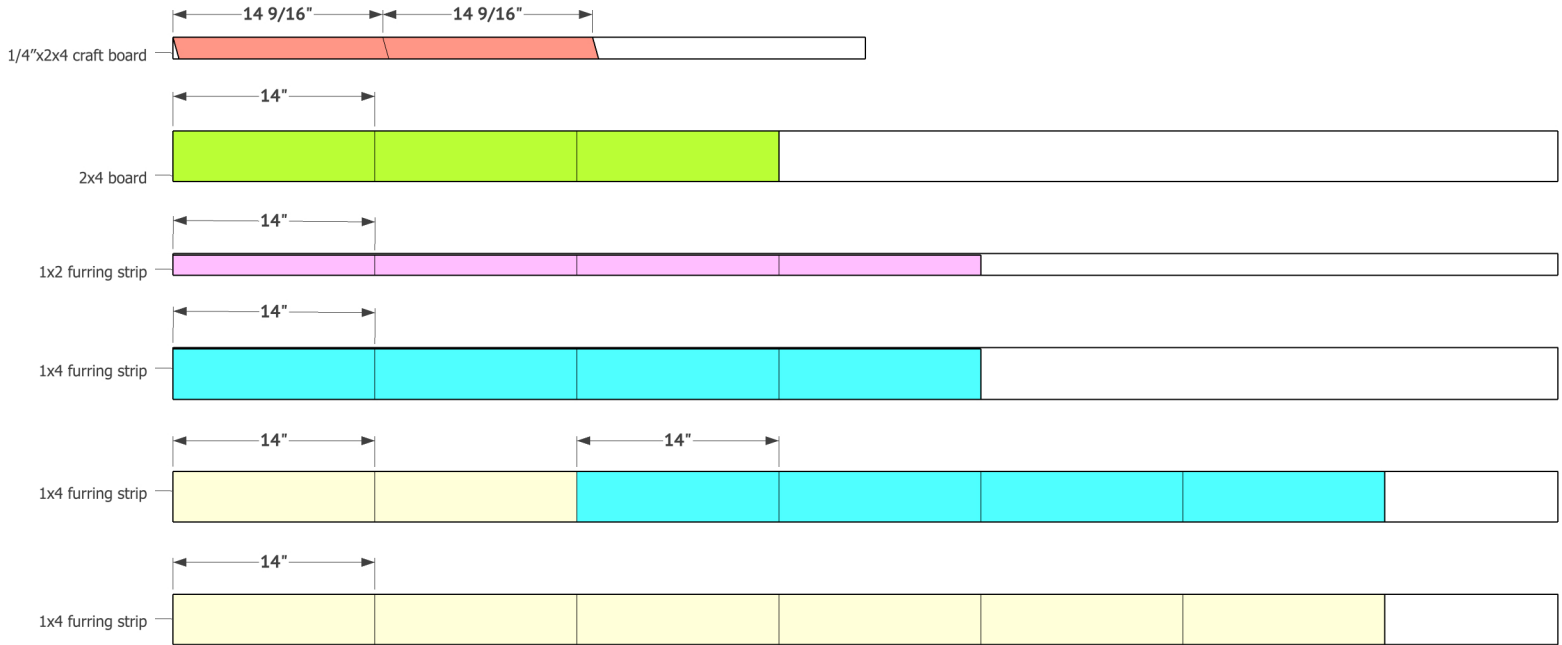 14 9/16" 14 9/16"
1/4"x2x4 craft board
14"
2x4 board
14"
1x2 furring strip
14"
1x4 furring strip
14" 14"
1x4 furring strip
14"
1x4 furring strip